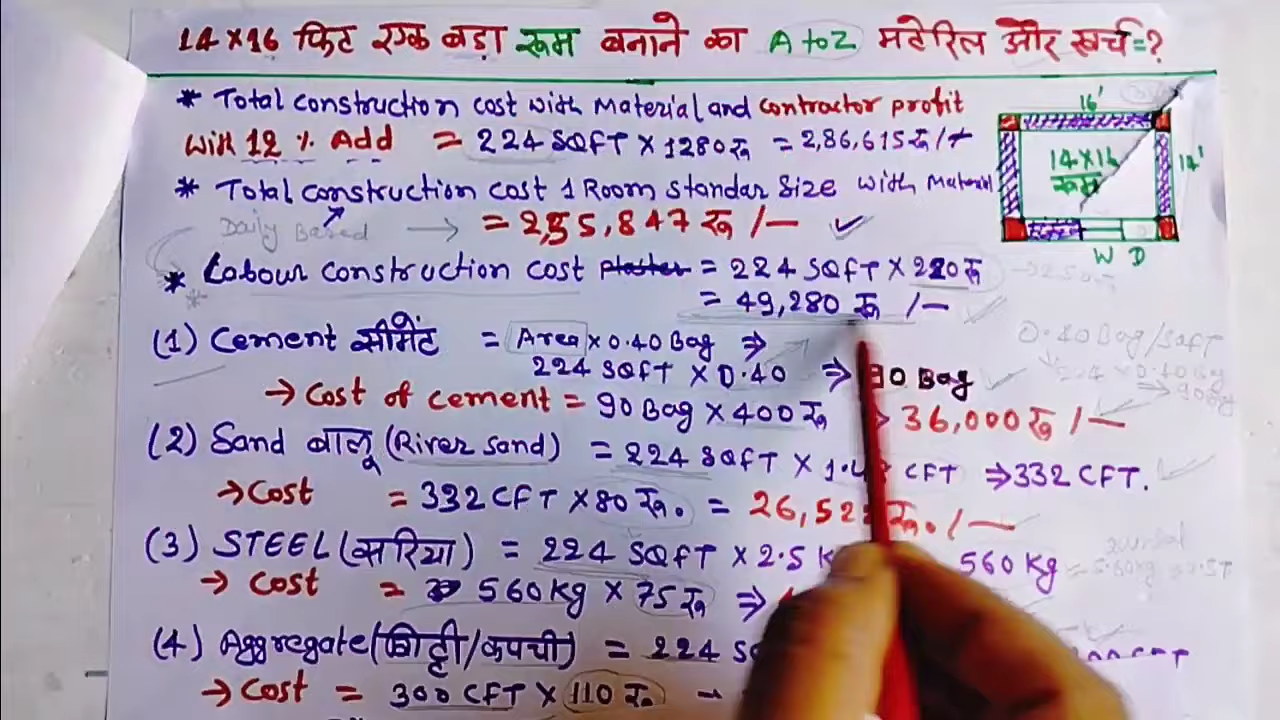 14×16 फिट एक बड़ा रूम बनाने का A to Z मटेरिल और खर्च=?
* Total construction cost with Material and contractor profit
With 12 % Add = 224 SQFT × 1280 रू = 2,86,615 रू /-
* Total construction cost 1 Room standar Size with Material
Daily Based → = 2,55,847 रू /-
* Labour construction cost = 224 SQFT × 220 रू
= 49,280 रू /-
(1) Cement सीमेंट = Area × 0.40 Bag ⇒
224 SQFT × 0.40 ⇒ 90 Bag
→ Cost of cement = 90 Bag × 400 रू 36,000 रू /-
(2) Sand बालू (River sand) = 224 SQFT × CFT ⇒ 332 CFT.
→ Cost = 332 CFT × 80 रू. = रू. /-
(3) STEEL (सरिया) = 224 SQFT × 2.5 560 Kg
→ Cost = 560 Kg × 75 रू ⇒
(4) Aggregate (गिट्टी/कपची) = 224
→ Cost = 300 CFT × 110 रू.
16'
14×16
14'
W D
0.40 Bag/SQFT